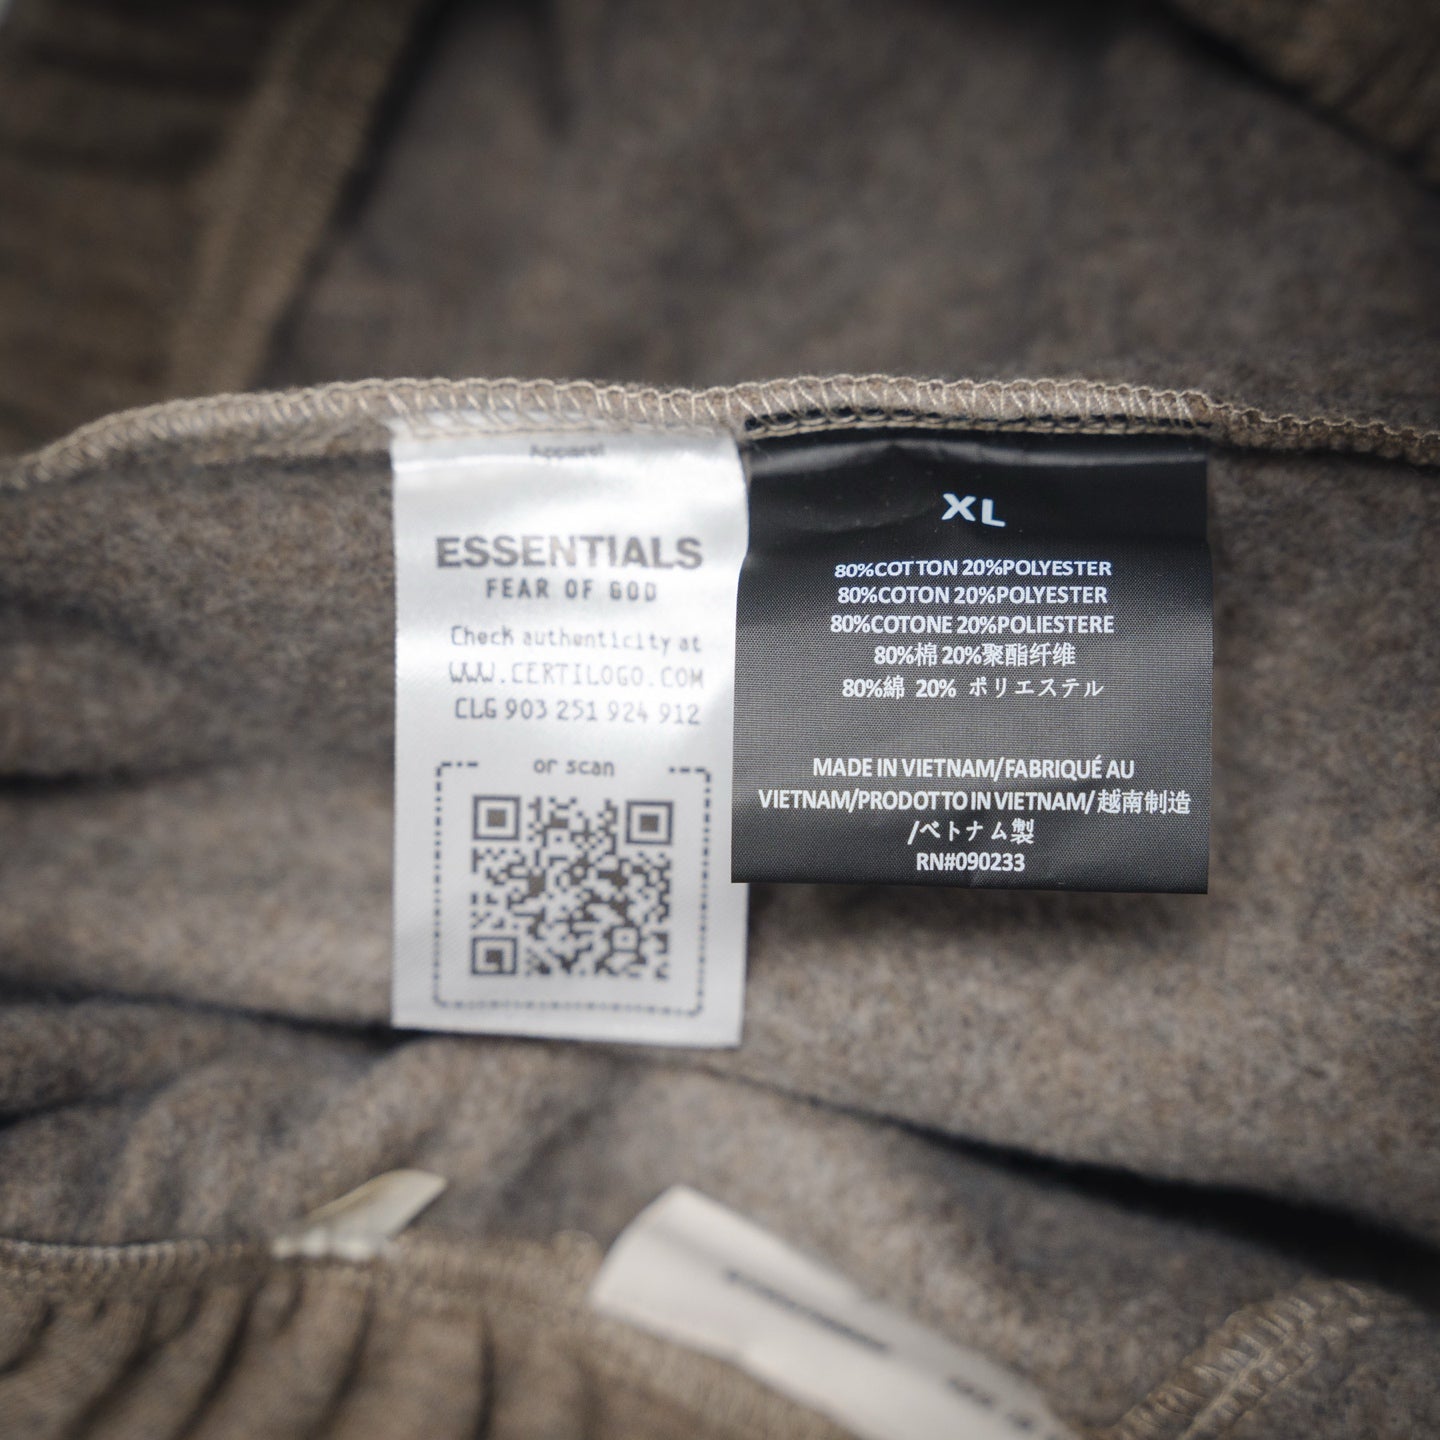 Apparel
ESSENTIALS
FEAR OF GOD
Check authenticity at
WWW.CERTILOGO.COM
CLG 903 251 924 912
or scan
XL
80%COTTON 20%POLYESTER
80%COTON 20%POLYESTER
80%COTONE 20%POLIESTERE
80%棉 20%聚酯纤维
80%綿 20% ポリエステル
MADE IN VIETNAM/FABRIQUÉ AU
VIETNAM/PRODOTTO IN VIETNAM/越南制造
/ベトナム製
RN#090233